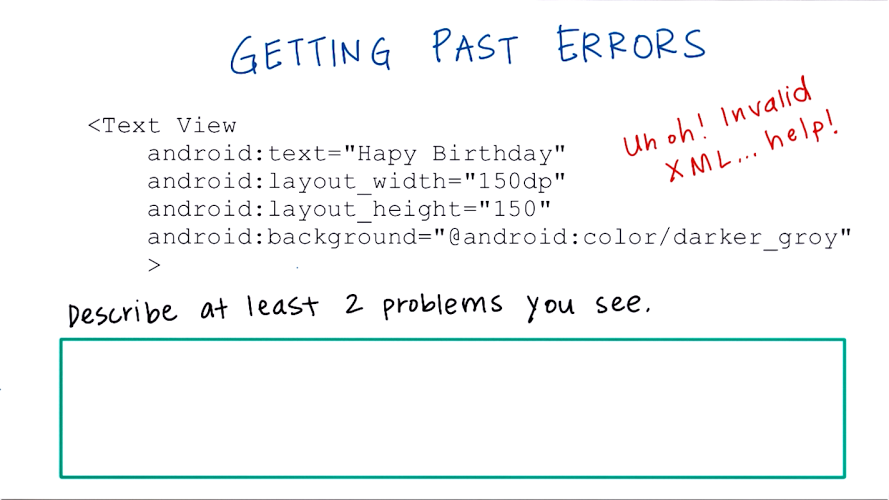 GETTING PAST ERRORS
Uh oh! Invalid
XML... help!
<Text View
android:text="Hapy Birthday"
android:layout_width="150dp"
android:layout_height="150"
android:background="@android:color/darker_groy"
>
Describe at least 2 problems you see.